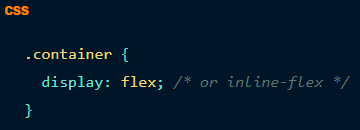 CSS
.container {
  display: flex; /* or inline-flex */
}